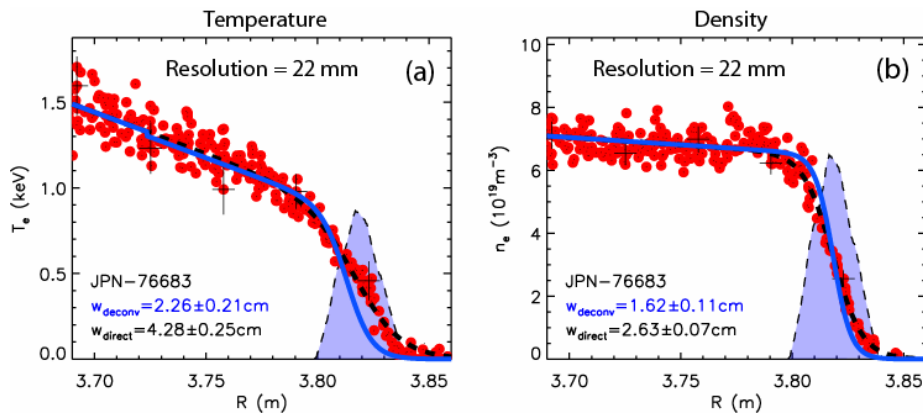 Temperature
Resolution = 22 mm
(a)
T_e (keV)
1.5
1.0
0.5
0.0
JPN-76683
w_deconv=2.26±0.21cm
w_direct=4.28±0.25cm
3.70
3.75
3.80
3.85
R (m)
Density
Resolution = 22 mm
(b)
n_e (10^19m^-3)
8
6
4
2
0
JPN-76683
w_deconv=1.62±0.11cm
w_direct=2.63±0.07cm
3.70
3.75
3.80
3.85
R (m)